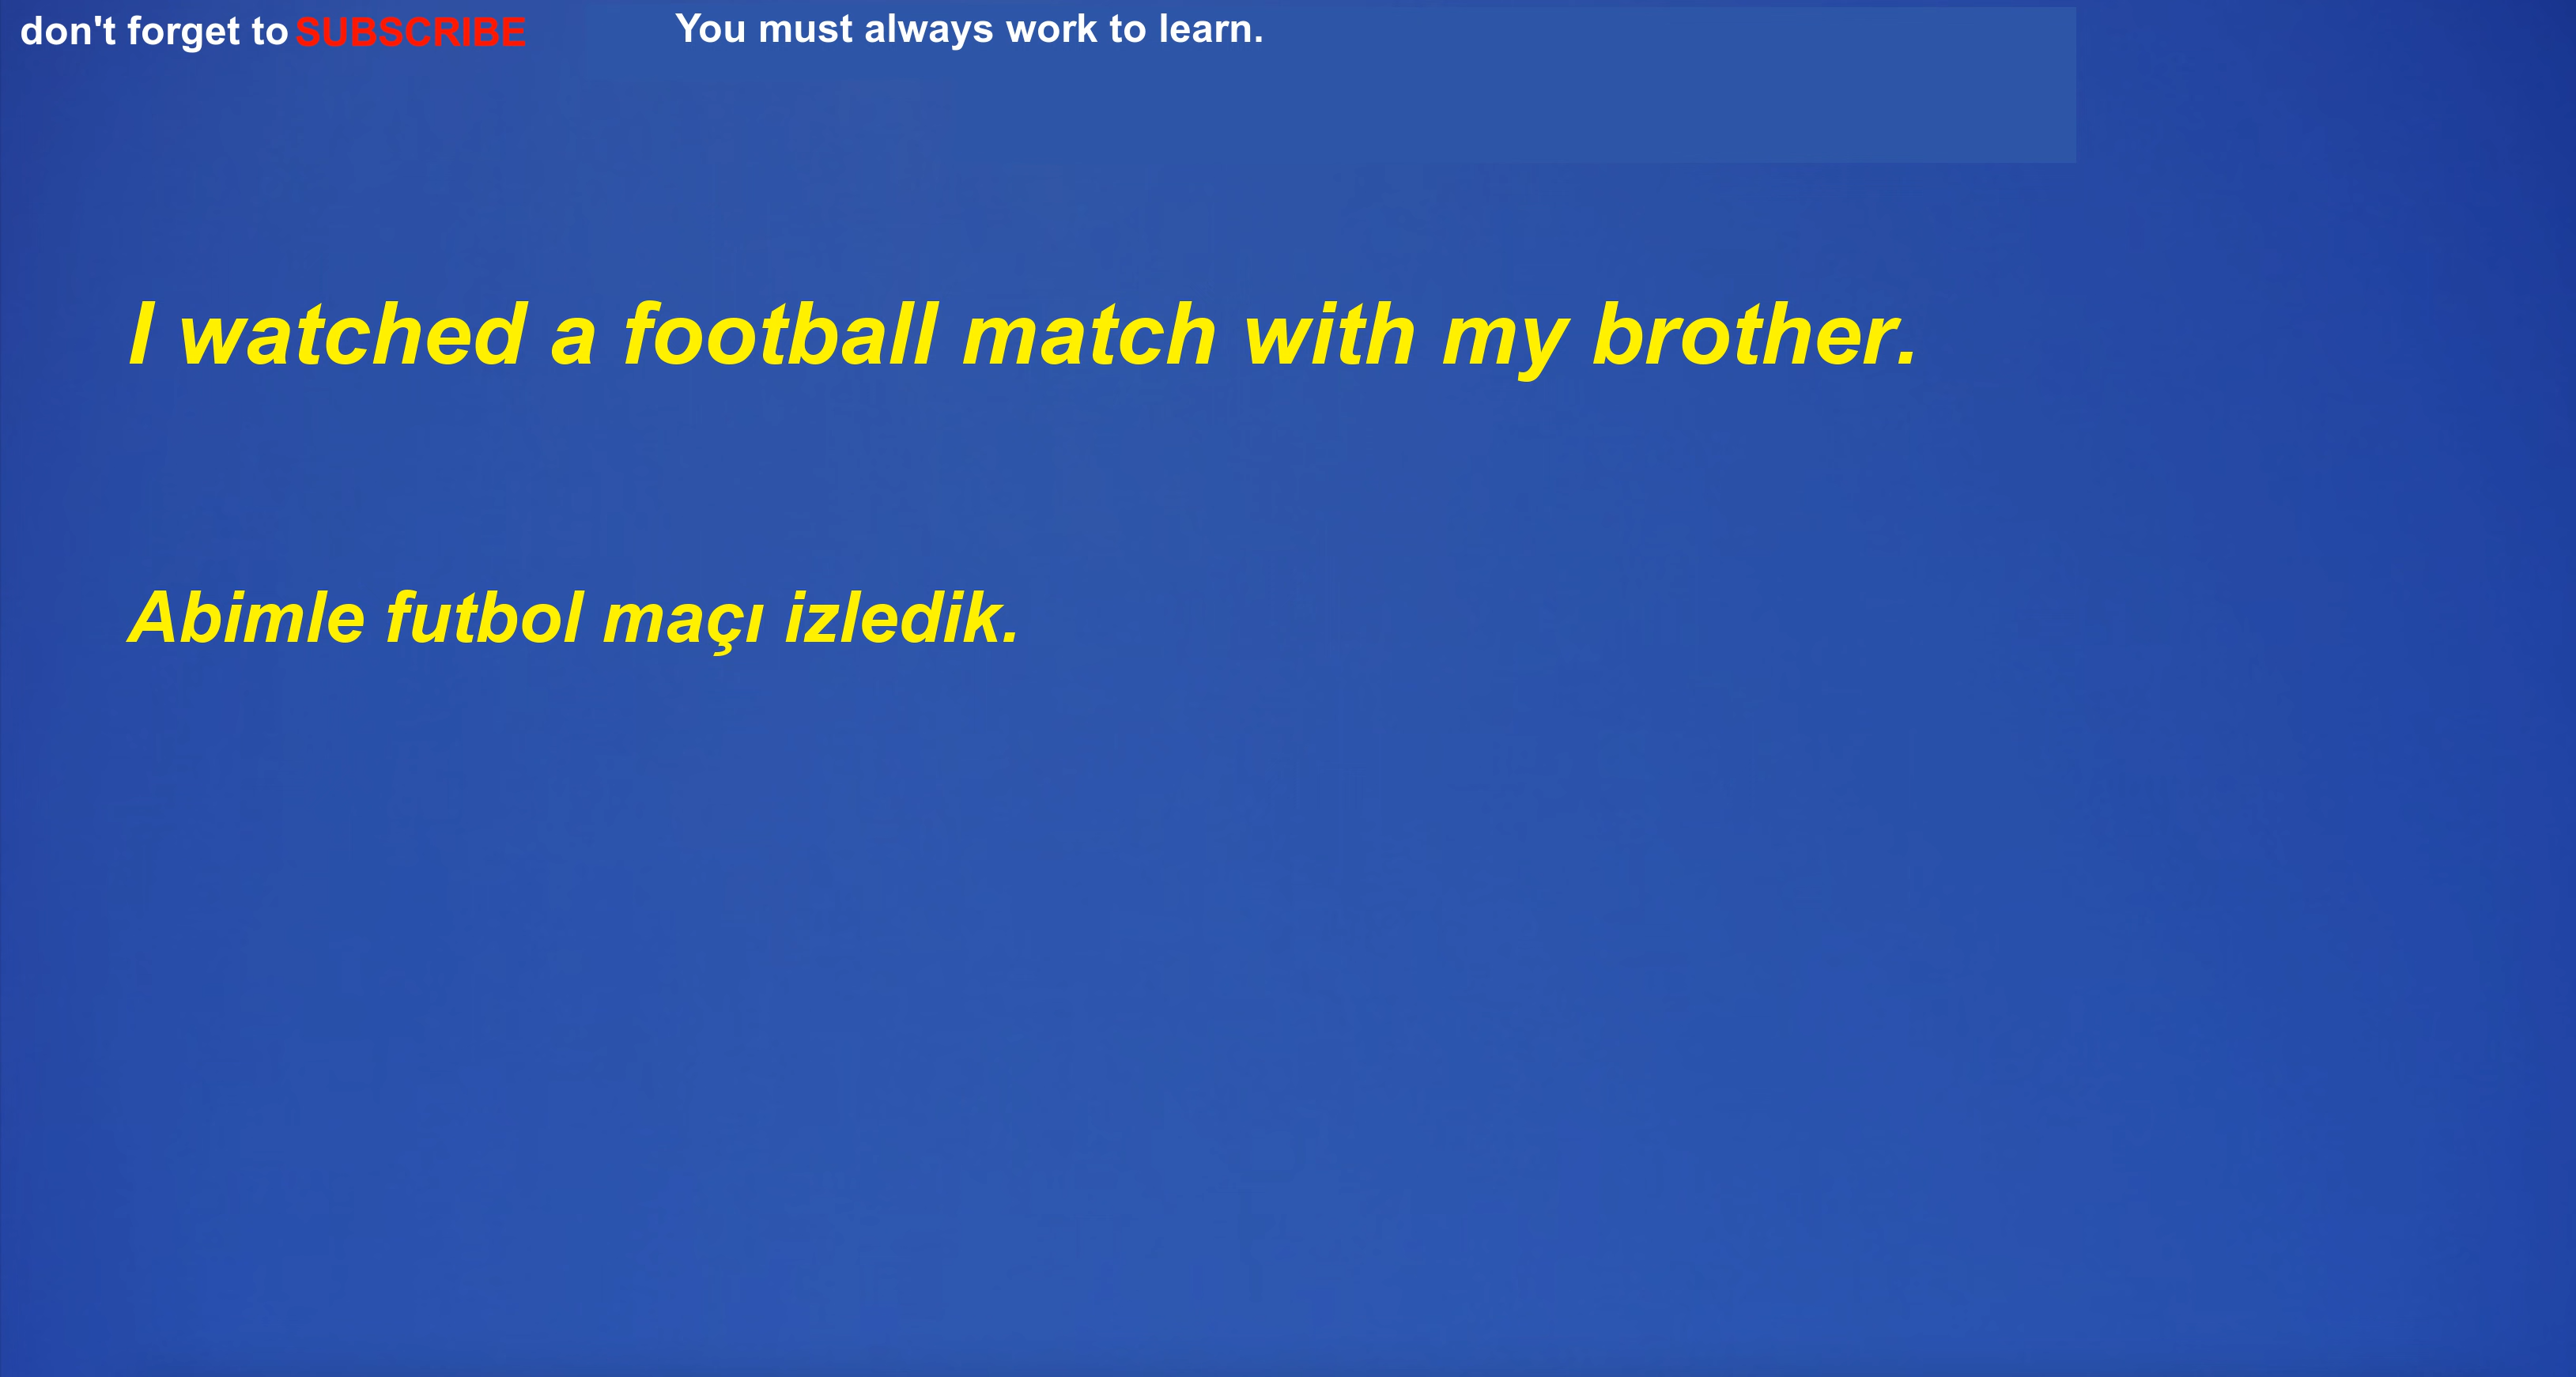 don't forget to SUBSCRIBE
You must always work to learn.
I watched a football match with my brother.
Abimle futbol maçı izledik.